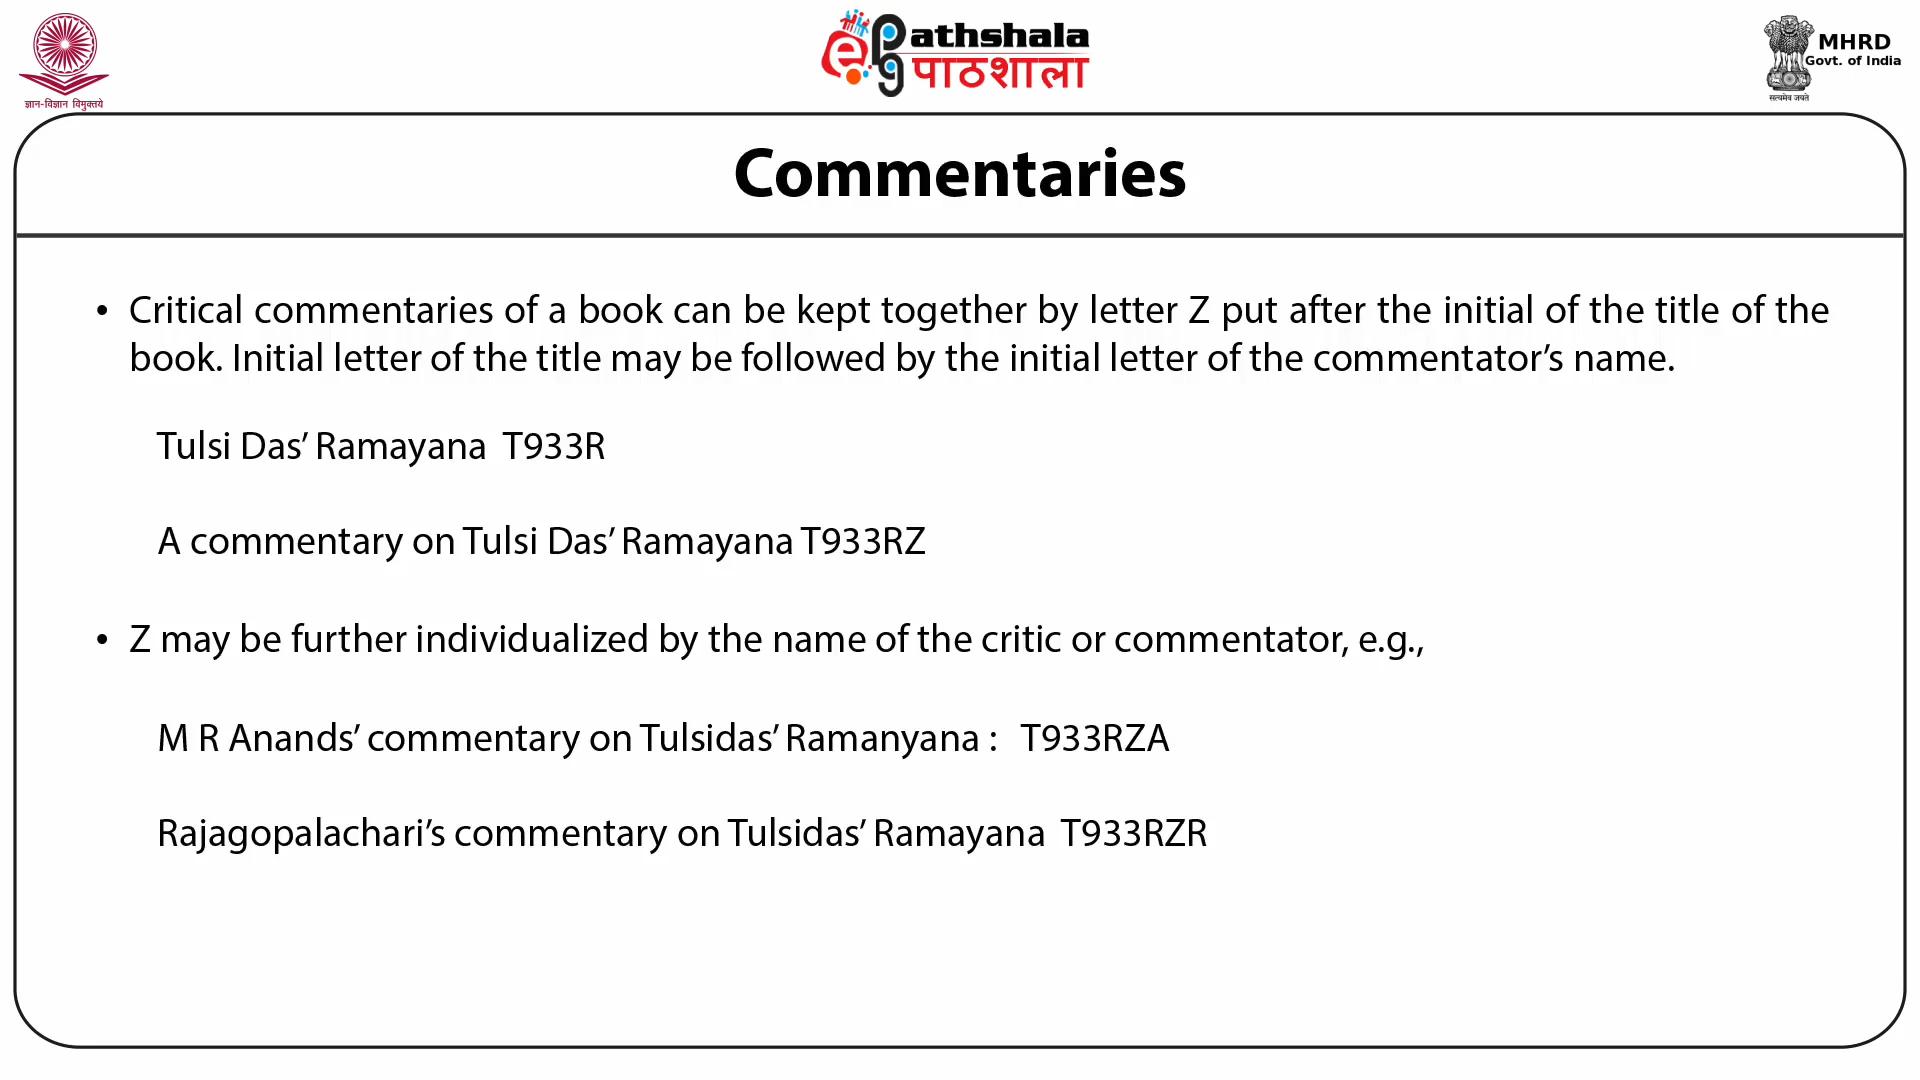 ज्ञान-विज्ञान विमुक्तये
ePathshala
पाठशाला
MHRD
Govt. of India
सत्यमेव जयते
Commentaries
• Critical commentaries of a book can be kept together by letter Z put after the initial of the title of the
book. Initial letter of the title may be followed by the initial letter of the commentator’s name.
Tulsi Das’ Ramayana T933R
A commentary on Tulsi Das’ Ramayana T933RZ
• Z may be further individualized by the name of the critic or commentator, e.g.,
M R Anands’ commentary on Tulsidas’ Ramanyana : T933RZA
Rajagopalachari’s commentary on Tulsidas’ Ramayana T933RZR